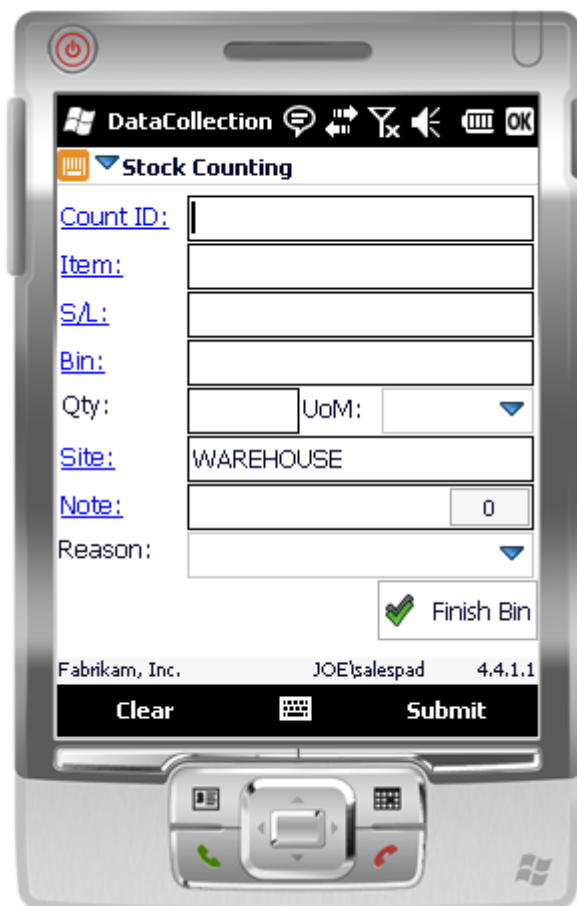 DataCollection OK
Stock Counting
Count ID:
Item:
S/L:
Bin:
Qty: UoM:
Site: WAREHOUSE
Note: 0
Reason:
Finish Bin
Fabrikam, Inc. JOE\salespad 4.4.1.1
Clear Submit